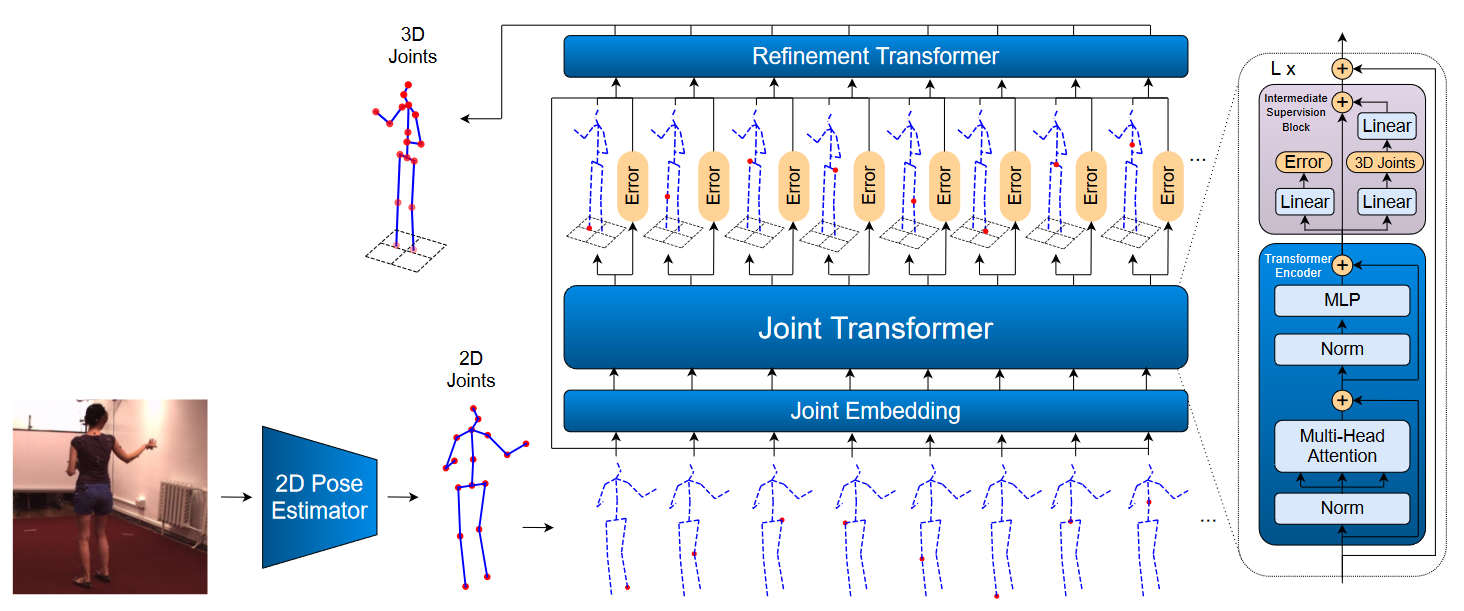 3D
Joints
Refinement Transformer
Error
Error
Error
Error
Error
Error
Error
Error
...
Joint Transformer
2D
Joints
Joint Embedding
2D Pose
Estimator
...
L x
Intermediate
Supervision
Block
Linear
Error
3D Joints
Linear
Linear
Transformer
Encoder
MLP
Norm
Multi-Head
Attention
Norm